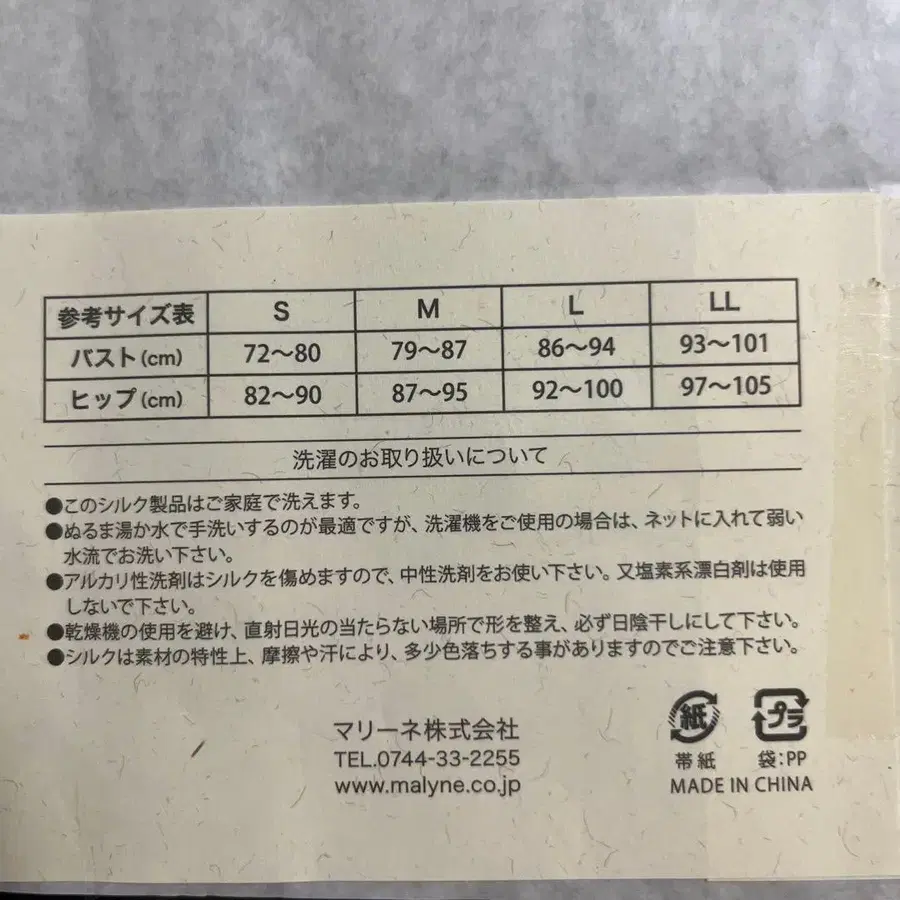 参考サイズ表 S M L LL
バスト(cm) 72～80 79～87 86～94 93～101
ヒップ(cm) 82～90 87～95 92～100 97～105
洗濯のお取り扱いについて
●このシルク製品はご家庭で洗えます。
●ぬるま湯か水で手洗いするのが最適ですが、洗濯機をご使用の場合は、ネットに入れて弱い
水流でお洗い下さい。
●アルカリ性洗剤はシルクを傷めますので、中性洗剤をお使い下さい。又塩素系漂白剤は使用
しないで下さい。
●乾燥機の使用を避け、直射日光の当たらない場所で形を整え、必ず日陰干しにして下さい。
●シルクは素材の特性上、摩擦や汗により、多少色落ちする事がありますのでご注意下さい。
マリーネ株式会社
TEL.0744-33-2255
www.malyne.co.jp
紙 プラ
帯紙 袋:PP
MADE IN CHINA